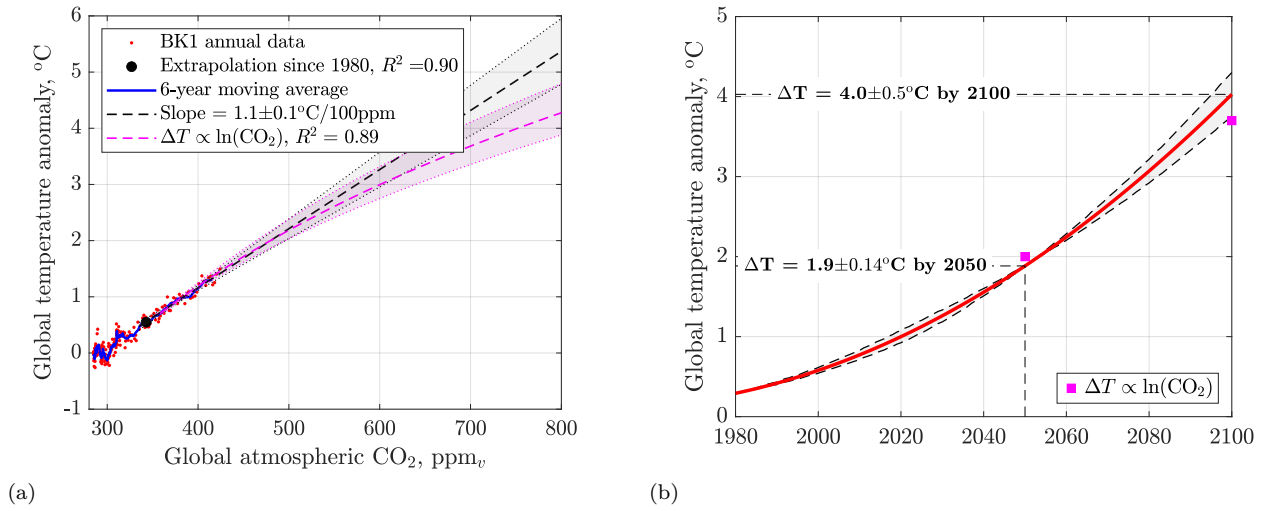 6
5
4
3
2
1
0
-1
Global temperature anomaly, °C
BK1 annual data
Extrapolation since 1980, R² =0.90
6-year moving average
Slope = 1.1±0.1°C/100ppm
ΔT ∝ ln(CO₂), R² = 0.89
300 400 500 600 700 800
Global atmospheric CO₂, ppmᵥ
(a)
5
4
3
2
1
0
Global temperature anomaly, °C
ΔT = 4.0±0.5°C by 2100
ΔT = 1.9±0.14°C by 2050
ΔT ∝ ln(CO₂)
1980 2000 2020 2040 2060 2080 2100
(b)